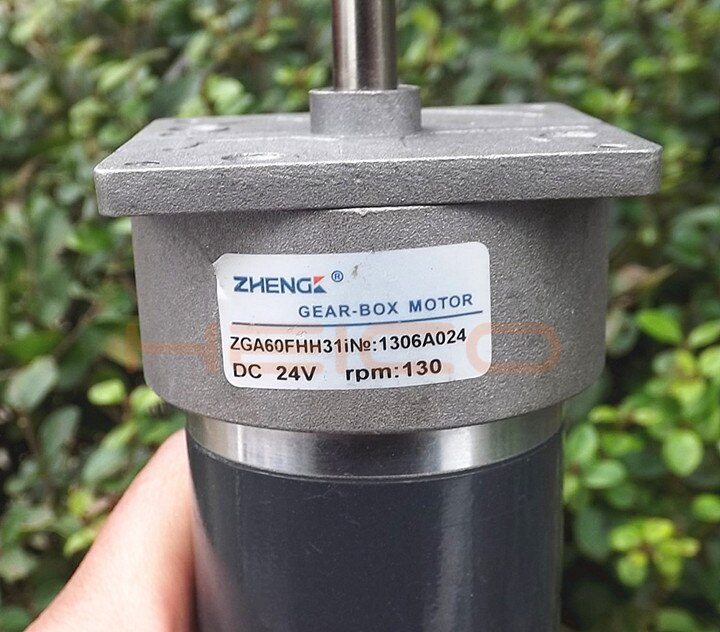 ZHENGK ®
GEAR-BOX MOTOR
ZGA60FHH31i№:1306A024
DC 24V rpm:130